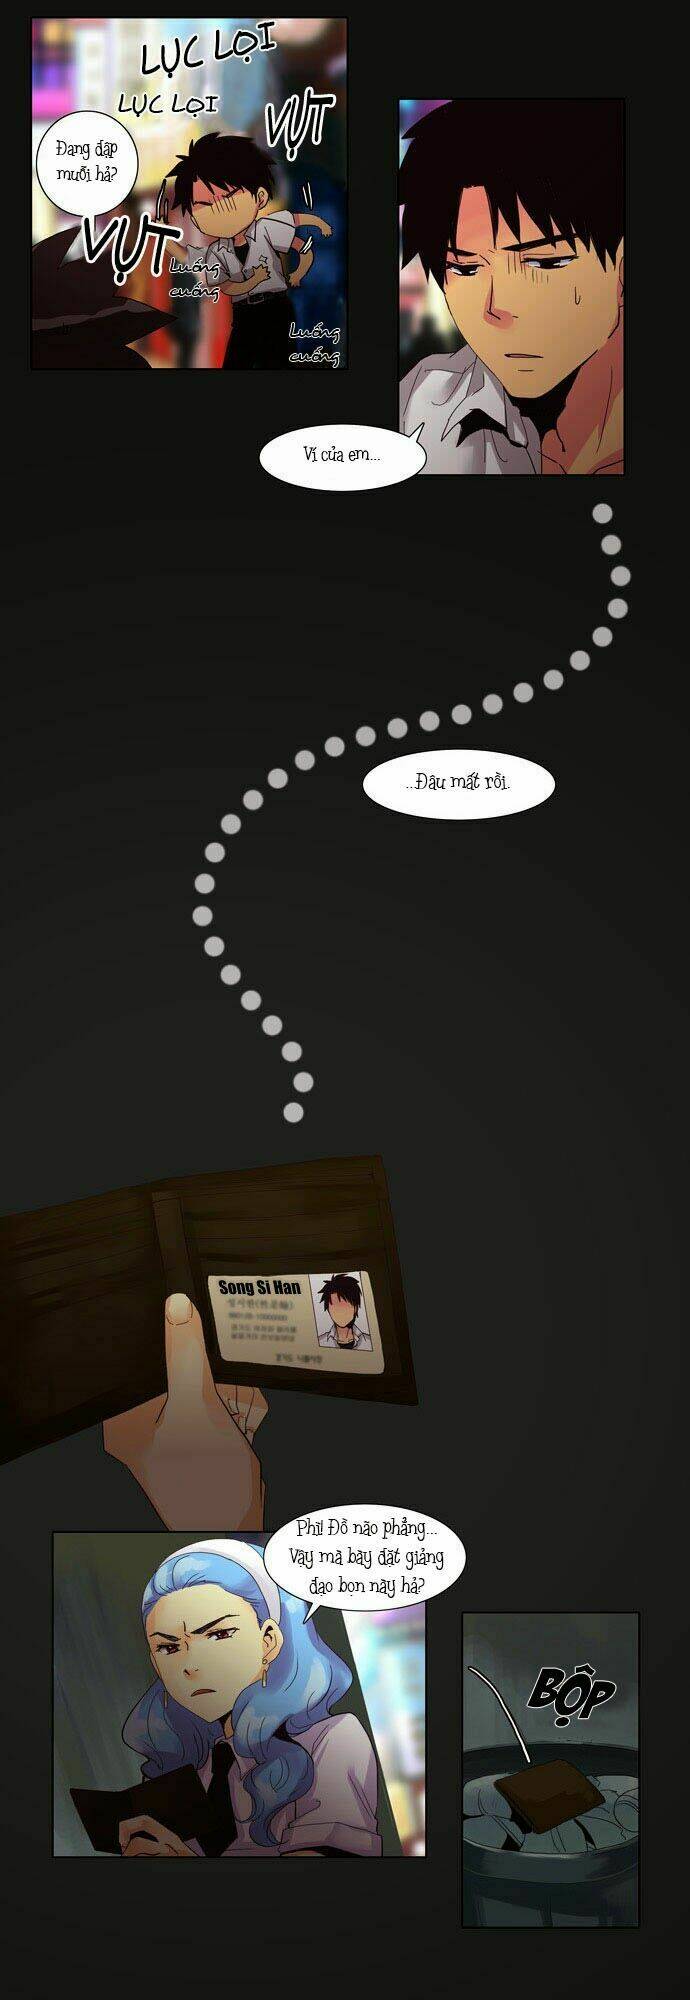 LỤC LỌI
LỤC LỌI
VỤT
Đang đập
muỗi hả?
VỤT
Luống
cuống
Luống
cuống
Ví của em...
..Đâu mất rồi.
Song Si Han
Phi! Đồ não phẳng...
Vậy mà bày đặt giảng
đạo bọn này hả?
BỘP